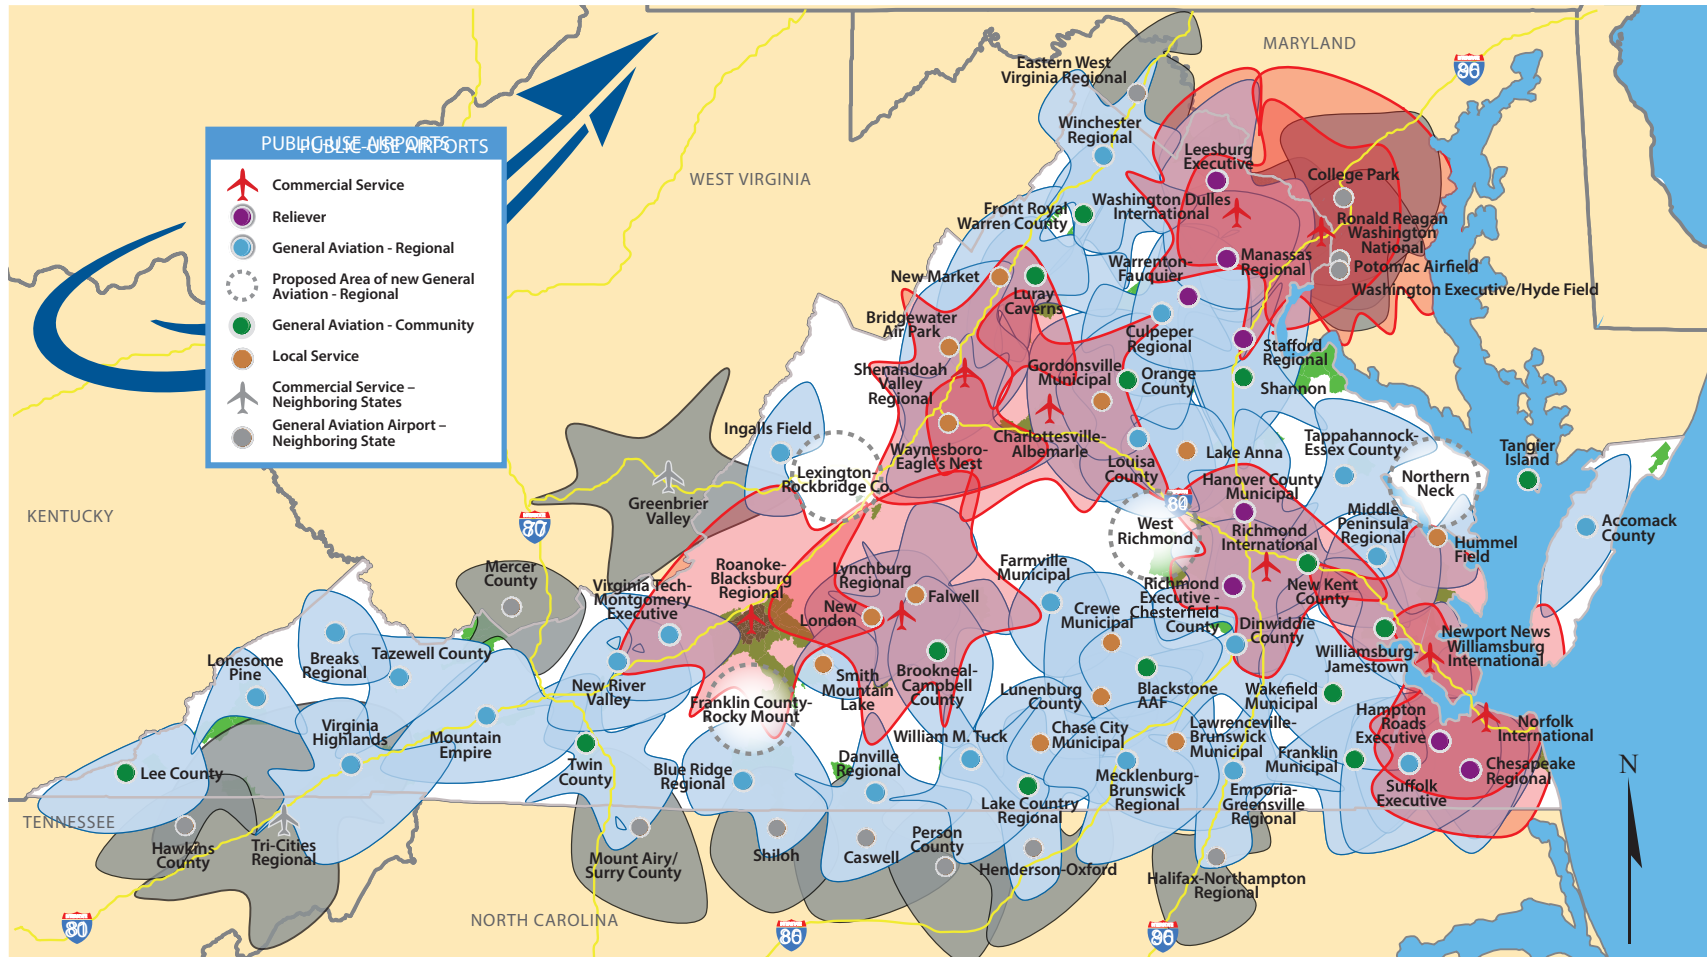 MARYLAND
WEST VIRGINIA
KENTUCKY
TENNESSEE
NORTH CAROLINA
PUBLIC-USE AIRPORTS
PUBLIC-USE AIRPORTS
Commercial Service
Reliever
General Aviation - Regional
Proposed Area of new General
Aviation - Regional
General Aviation - Community
Local Service
Commercial Service –
Neighboring States
General Aviation Airport –
Neighboring State
Eastern West
Virginia Regional
Winchester
Regional
Leesburg
Executive
College Park
Washington Dulles
International
Ronald Reagan
Washington
National
Front Royal
Warren County
Manassas
Regional
Potomac Airfield
Washington Executive/Hyde Field
Warrenton-
Fauquier
New Market
Luray
Caverns
Bridgewater
Air Park
Culpeper
Regional
Stafford
Regional
Shenandoah
Valley
Regional
Gordonsville
Municipal
Orange
County
Shannon
Ingalls Field
Waynesboro-
Eagle's Nest
Charlottesville-
Albemarle
Louisa
County
Lake Anna
Tappahannock-
Essex County
Tangier
Island
Lexington-
Rockbridge Co.
Northern
Neck
Hanover County
Municipal
Greenbrier
Valley
West
Richmond
Richmond
International
Middle
Peninsula
Regional
Hummel
Field
Accomack
County
Mercer
County
Virginia Tech-
Montgomery
Executive
Roanoke-
Blacksburg
Regional
Lynchburg
Regional
Falwell
New
London
Farmville
Municipal
Crewe
Municipal
Richmond
Executive -
Chesterfield
County
New Kent
County
Dinwiddie
County
Williamsburg-
Jamestown
Newport News
Williamsburg
International
Lonesome
Pine
Breaks
Regional
Tazewell County
New River
Valley
Franklin County-
Rocky Mount
Smith
Mountain
Lake
Brookneal-
Campbell
County
Lunenburg
County
Blackstone
AAF
Wakefield
Municipal
Hampton
Roads
Executive
Norfolk
International
Virginia
Highlands
Mountain
Empire
William M. Tuck
Chase City
Municipal
Lawrenceville-
Brunswick
Municipal
Franklin
Municipal
Lee County
Twin
County
Blue Ridge
Regional
Danville
Regional
Lake Country
Regional
Mecklenburg-
Brunswick
Regional
Emporia-
Greensville
Regional
Suffolk
Executive
Chesapeake
Regional
Hawkins
County
Tri-Cities
Regional
Mount Airy/
Surry County
Shiloh
Caswell
Person
County
Henderson-Oxford
Halifax-Northampton
Regional
N